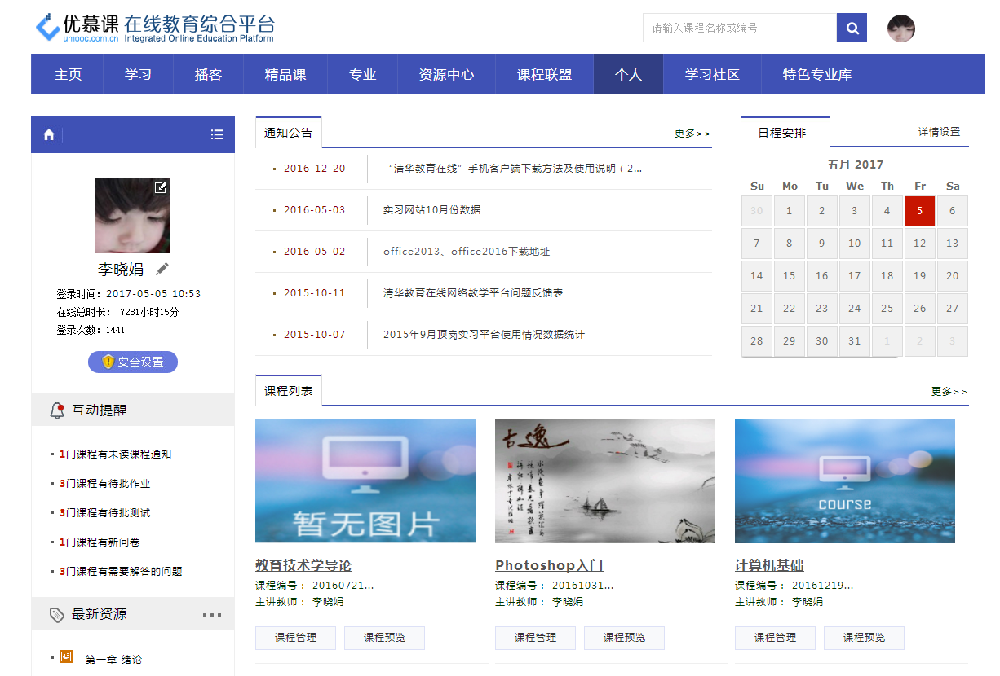 优慕课 在线教育综合平台
umooc.com.cn Integrated Online Education Platform
请输入课程名称或编号
主页 学习 播客 精品课 专业 资源中心 课程联盟 个人 学习社区 特色专业库
李晓娟
登录时间：2017-05-05 10:53
在线总时长： 7281小时15分
登录次数：1441
安全设置
互动提醒
1门课程有未读课程通知
3门课程有待批作业
3门课程有待批测试
1门课程有新问卷
3门课程有需要解答的问题
最新资源
第一章 绪论
通知公告 更多>>
2016-12-20 “清华教育在线”手机客户端下载方法及使用说明（2...
2016-05-03 实习网站10月份数据
2016-05-02 office2013、office2016下载地址
2015-10-11 清华教育在线网络教学平台问题反馈表
2015-10-07 2015年9月顶岗实习平台使用情况数据统计
日程安排 详情设置
五月 2017
Su Mo Tu We Th Fr Sa
30 1 2 3 4 5 6
7 8 9 10 11 12 13
14 15 16 17 18 19 20
21 22 23 24 25 26 27
28 29 30 31 1 2 3
课程列表 更多>>
暂无图片
古逸
course
教育技术学导论
课程编号： 20160721...
主讲教师： 李晓娟
课程管理 课程预览
Photoshop入门
课程编号： 20161031...
主讲教师： 李晓娟
课程管理 课程预览
计算机基础
课程编号： 20161219...
主讲教师： 李晓娟
课程管理 课程预览